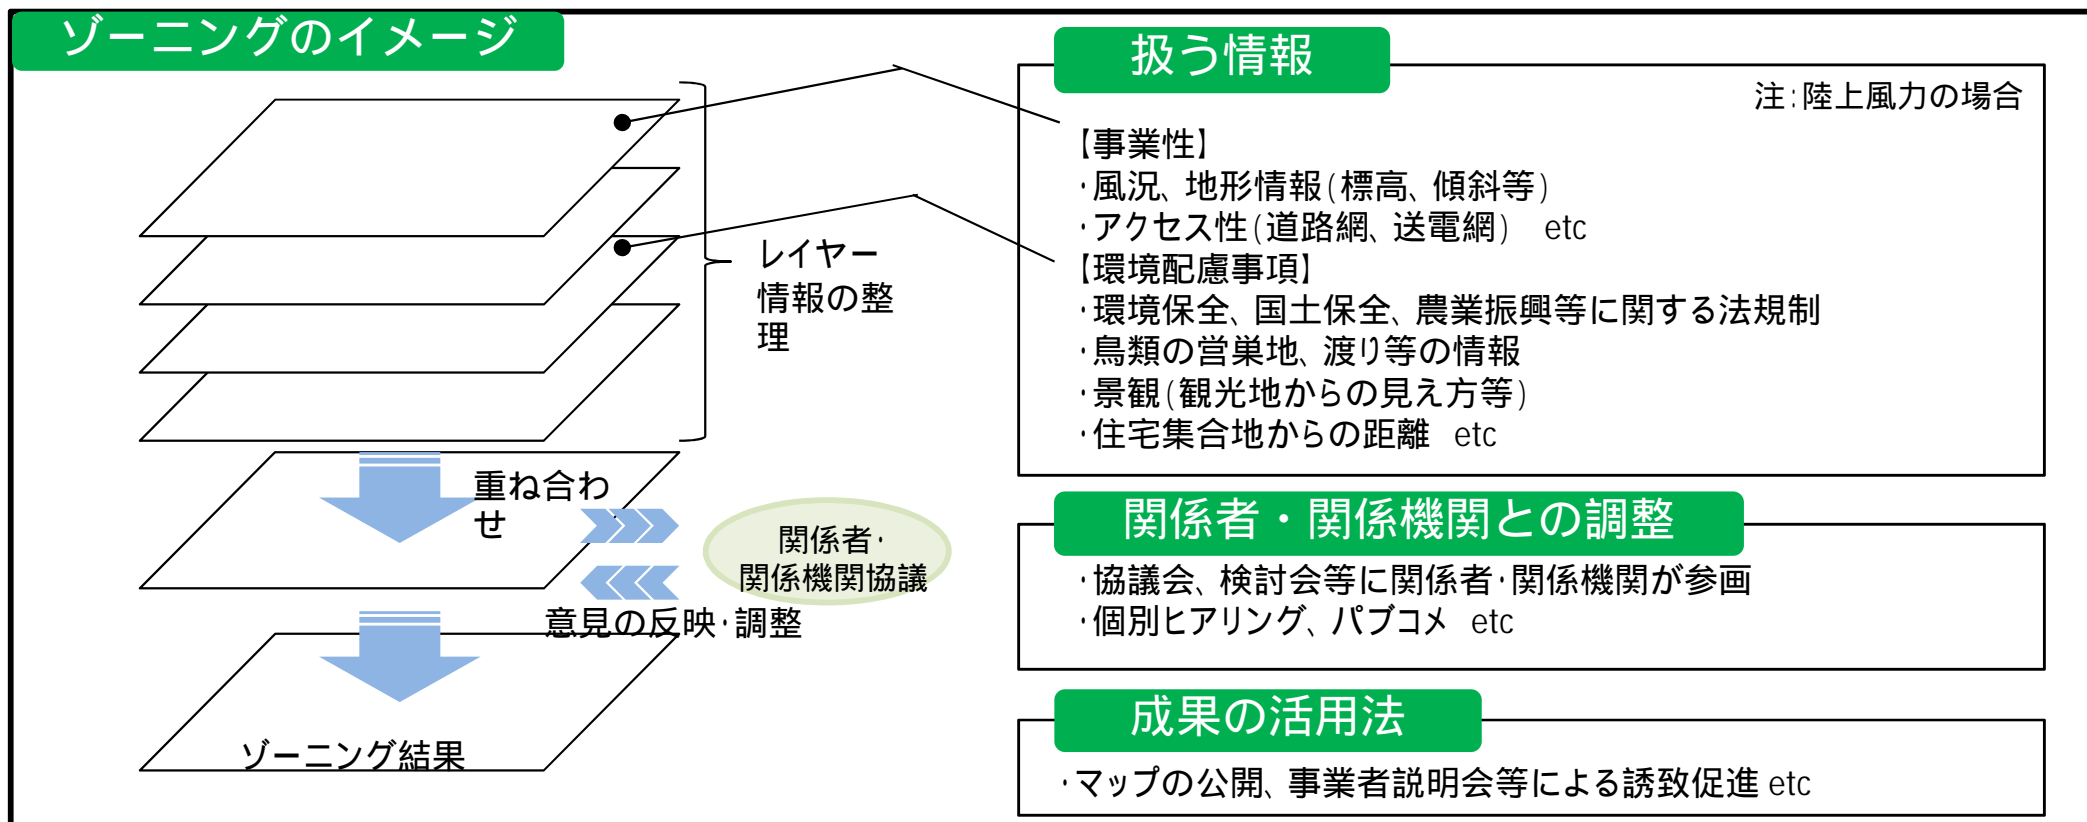 ゾーニングのイメージ
レイヤー
情報の整
理
重ね合わ
せ
関係者・
関係機関協議
意見の反映・調整
ゾーニング結果
扱う情報
注:陸上風力の場合
【事業性】
・風況、地形情報(標高、傾斜等)
・アクセス性(道路網、送電網) etc
【環境配慮事項】
・環境保全、国土保全、農業振興等に関する法規制
・鳥類の営巣地、渡り等の情報
・景観(観光地からの見え方等)
・住宅集合地からの距離 etc
関係者・関係機関との調整
・協議会、検討会等に関係者・関係機関が参画
・個別ヒアリング、パブコメ etc
成果の活用法
・マップの公開、事業者説明会等による誘致促進 etc